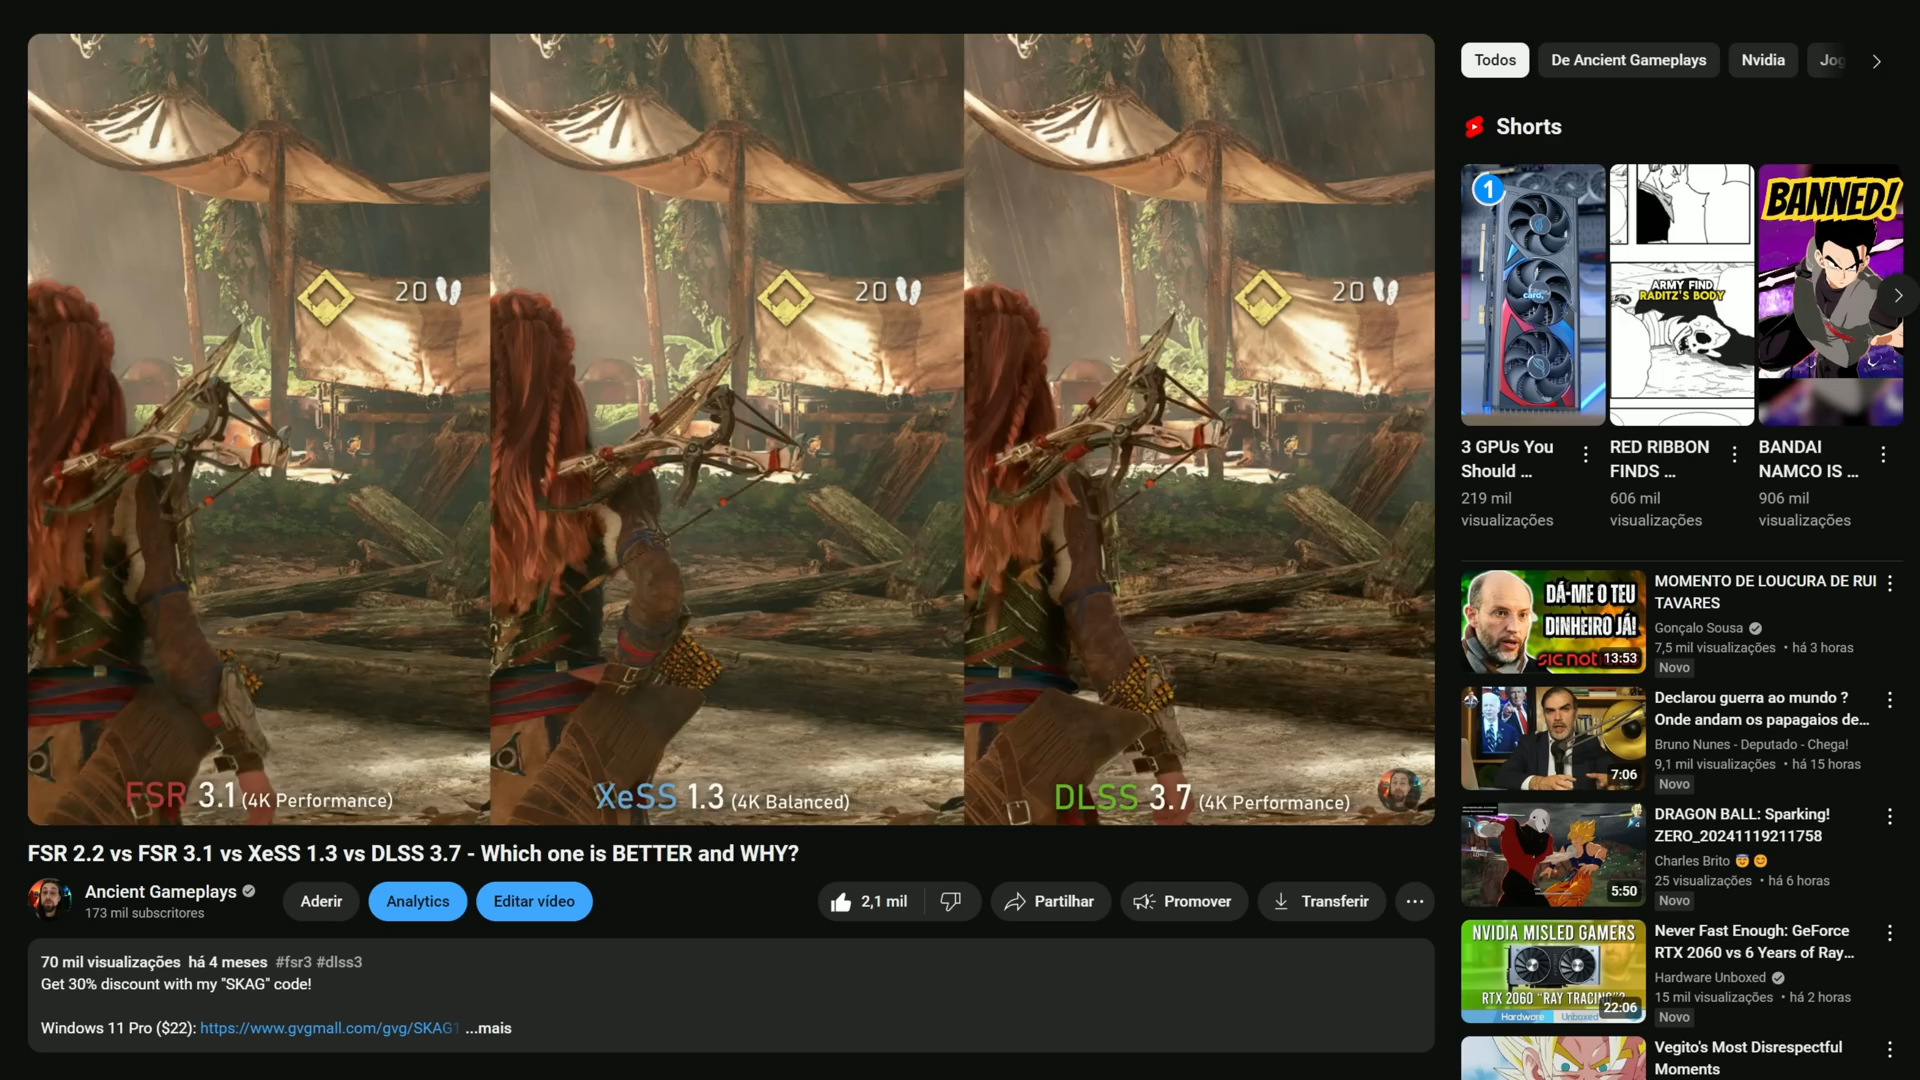 20
20
20
FSR 3.1 (4K Performance)
XeSS 1.3 (4K Balanced)
DLSS 3.7 (4K Performance)
FSR 2.2 vs FSR 3.1 vs XeSS 1.3 vs DLSS 3.7 - Which one is BETTER and WHY?
Ancient Gameplays
173 mil subscritores
Aderir
Analytics
Editar vídeo
2,1 mil
Partilhar
Promover
Transferir
70 mil visualizações há 4 meses #fsr3 #dlss3
Get 30% discount with my "SKAG" code!
Windows 11 Pro ($22): https://www.gvgmall.com/gvg/SKAG1 ...mais
Todos
De Ancient Gameplays
Nvidia
Jog
Shorts
1
card,
3 GPUs You
Should ...
219 mil
visualizações
ARMY FIND
RADITZ'S BODY
RED RIBBON
FINDS ...
606 mil
visualizações
BANNED!
BANDAI
NAMCO IS ...
906 mil
visualizações
DÁ-ME O TEU
DINHEIRO JÁ!
SIC not
13:53
MOMENTO DE LOUCURA DE RUI
TAVARES
Gonçalo Sousa
7,5 mil visualizações • há 3 horas
Novo
7:06
Declarou guerra ao mundo ?
Onde andam os papagaios de...
Bruno Nunes - Deputado - Chega!
9,1 mil visualizações • há 15 horas
Novo
5:50
DRAGON BALL: Sparking!
ZERO_20241119211758
Charles Brito
25 visualizações • há 6 horas
Novo
NVIDIA MISLED GAMERS
RTX 2060 "RAY TRACING"?
Hardware Unboxed
22:06
Never Fast Enough: GeForce
RTX 2060 vs 6 Years of Ray...
Hardware Unboxed
15 mil visualizações • há 2 horas
Novo
Vegito's Most Disrespectful
Moments